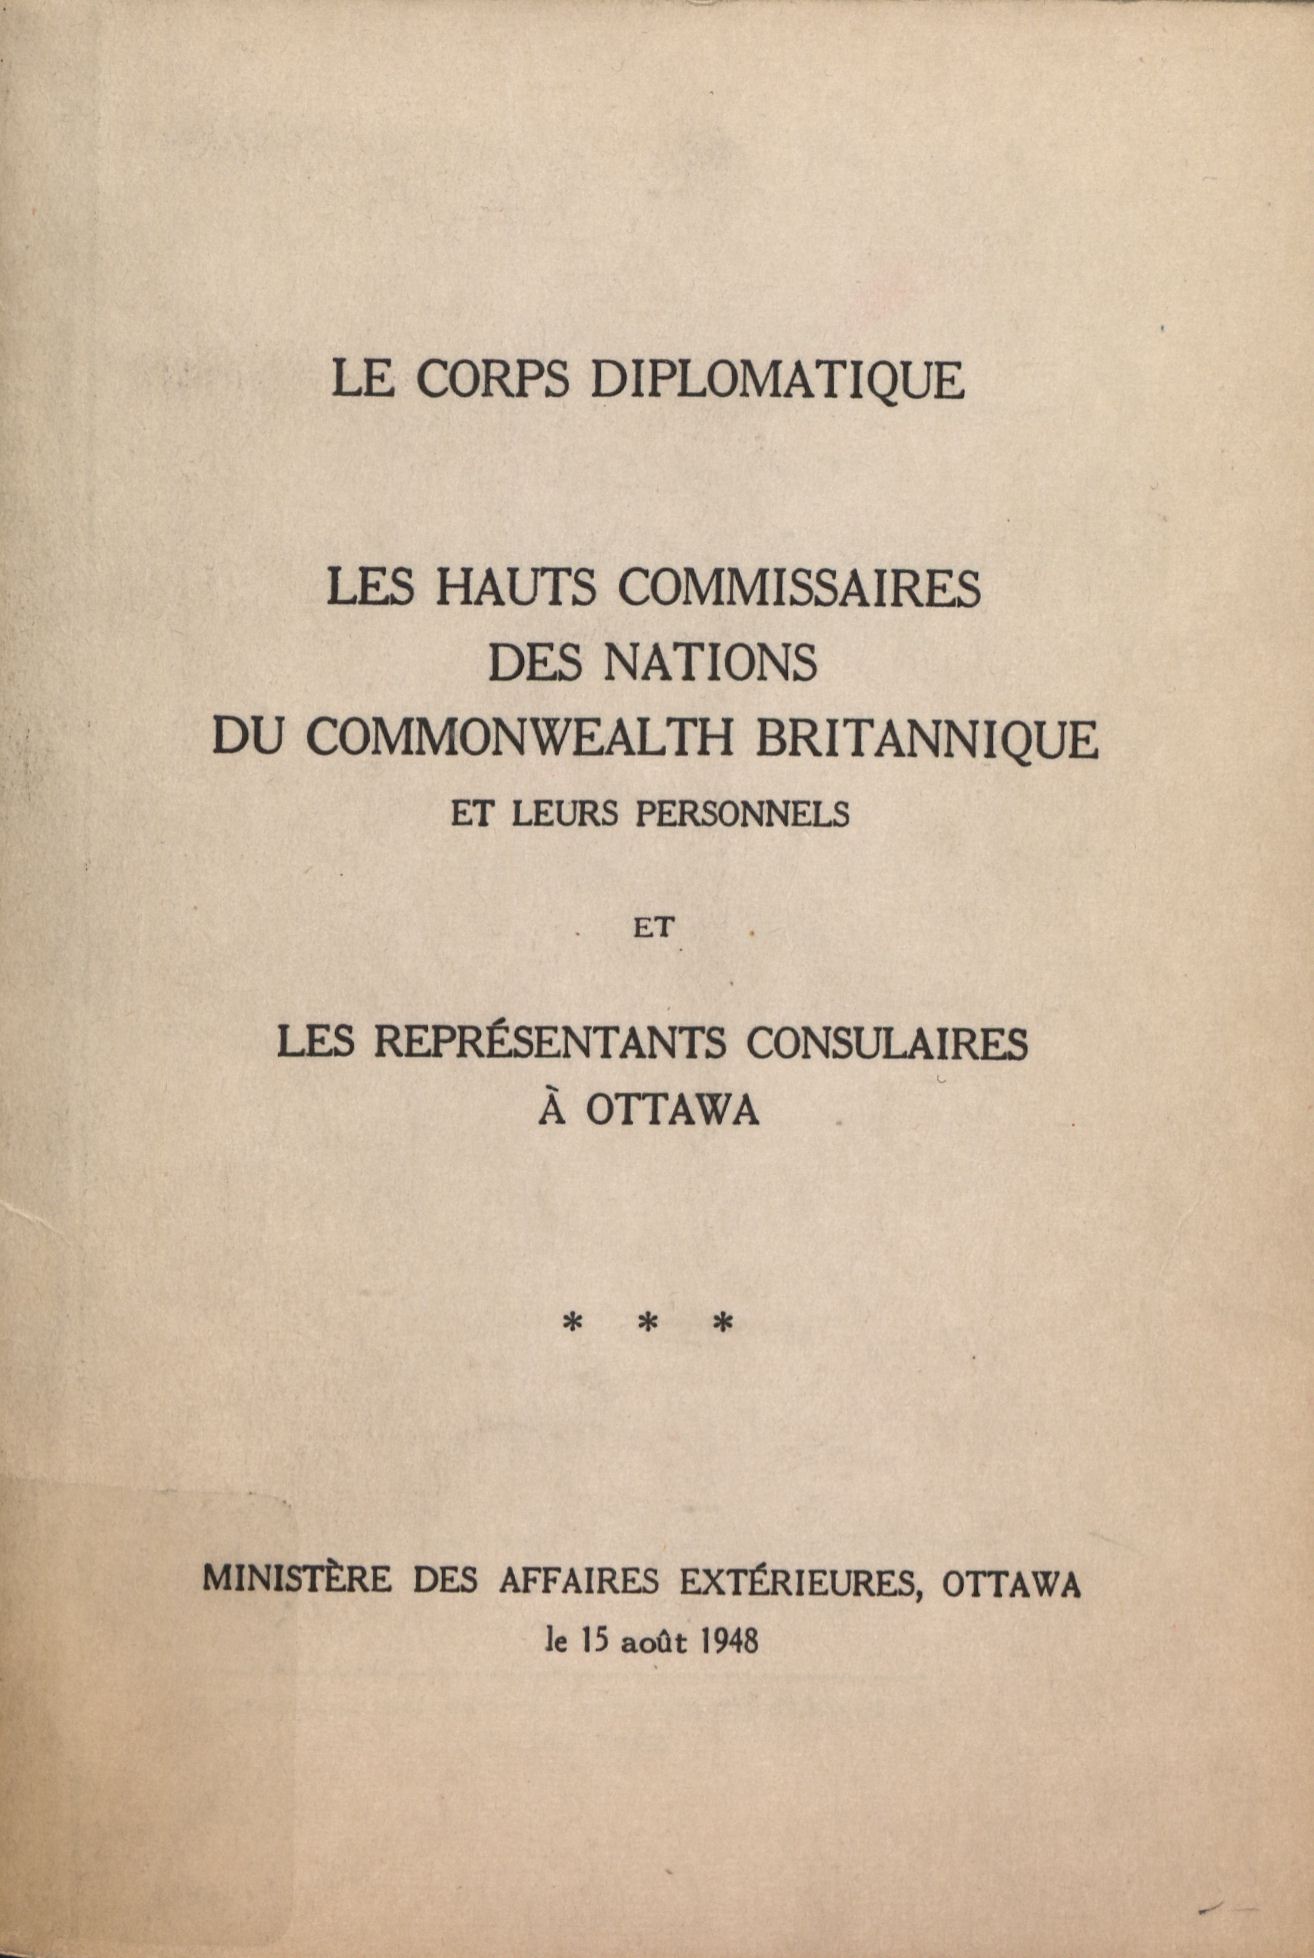 LE CORPS DIPLOMATIQUE
LES HAUTS COMMISSAIRES
DES NATIONS
DU COMMONWEALTH BRITANNIQUE
ET LEURS PERSONNELS
ET
LES REPRÉSENTANTS CONSULAIRES
À OTTAWA
* * *
MINISTÈRE DES AFFAIRES EXTÉRIEURES, OTTAWA
le 15 août 1948